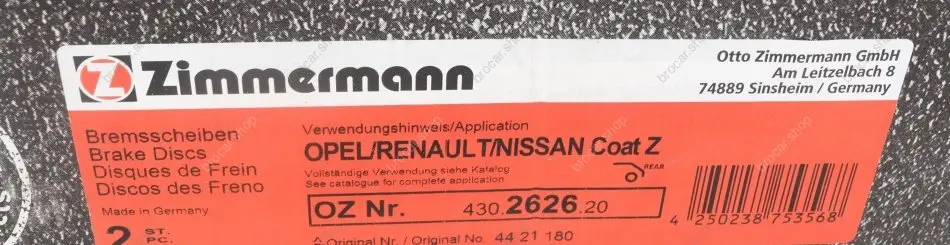 Zimmermann
Otto Zimmermann GmbH
Am Leitzelbach 8
74889 Sinsheim / Germany
Bremsscheiben
Brake Discs
Disques de Frein
Discos des Freno
Made in Germany
2 ST.
PC.
Verwendungshinweis/Application
OPEL/RENAULT/NISSAN Coat Z
Vollständige Verwendung siehe Katalog
See catalogue for complete application
REAR
OZ Nr. 430.2626.20
Original Nr. / Original No. 44 21 180
4 250238 753568
brocar.shop